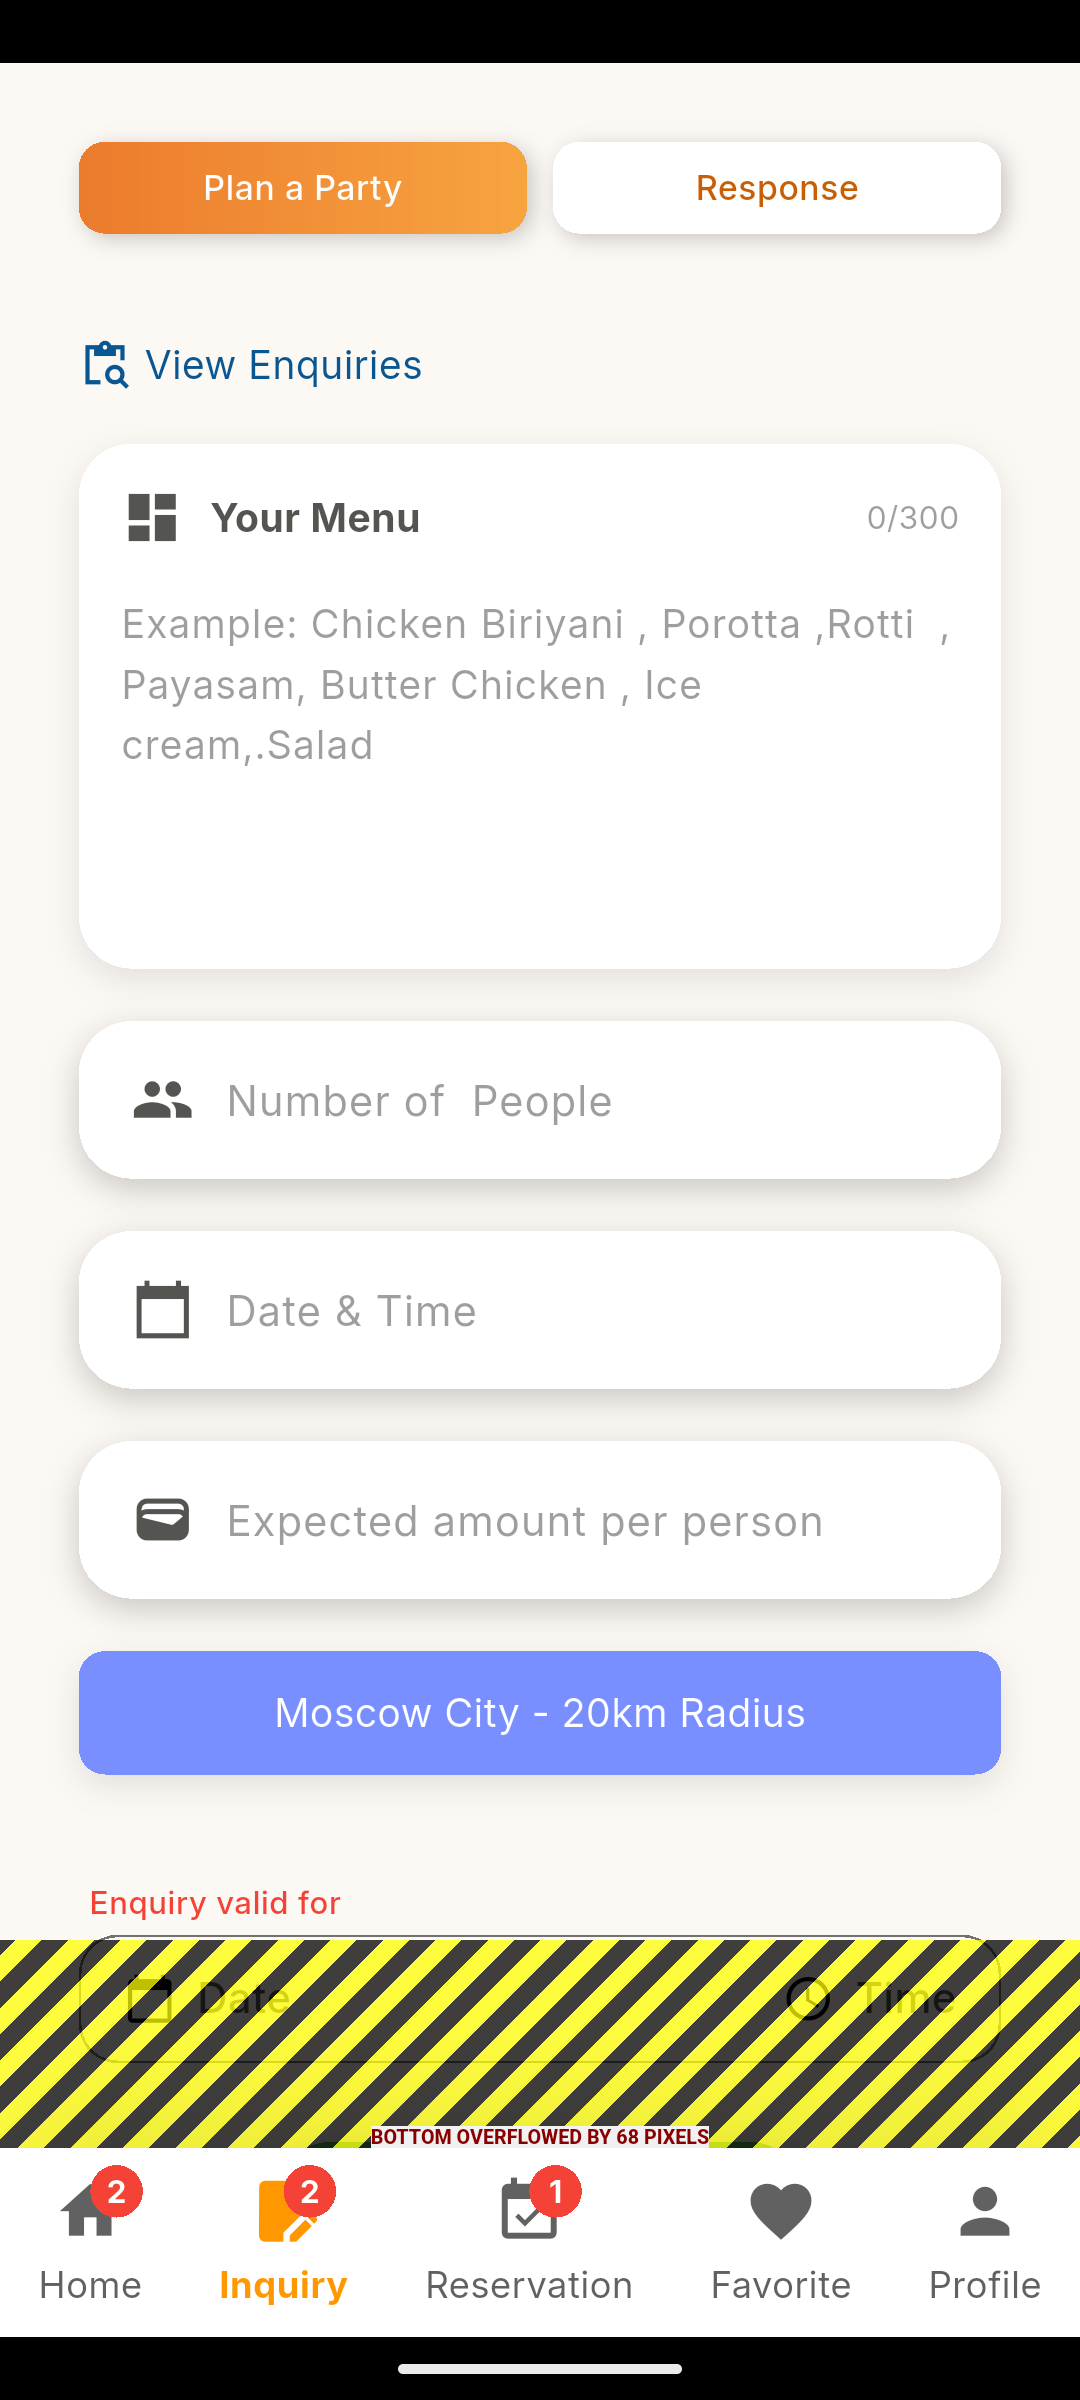 Plan a Party
Response
View Enquiries
Your Menu
0/300
Example: Chicken Biriyani , Porotta ,Rotti  ,
Payasam, Butter Chicken , Ice
cream,.Salad
Number of  People
Date & Time
Expected amount per person
Moscow City - 20km Radius
Enquiry valid for
Date
Time
BOTTOM OVERFLOWED BY 68 PIXELS
2
2
1
Home
Inquiry
Reservation
Favorite
Profile